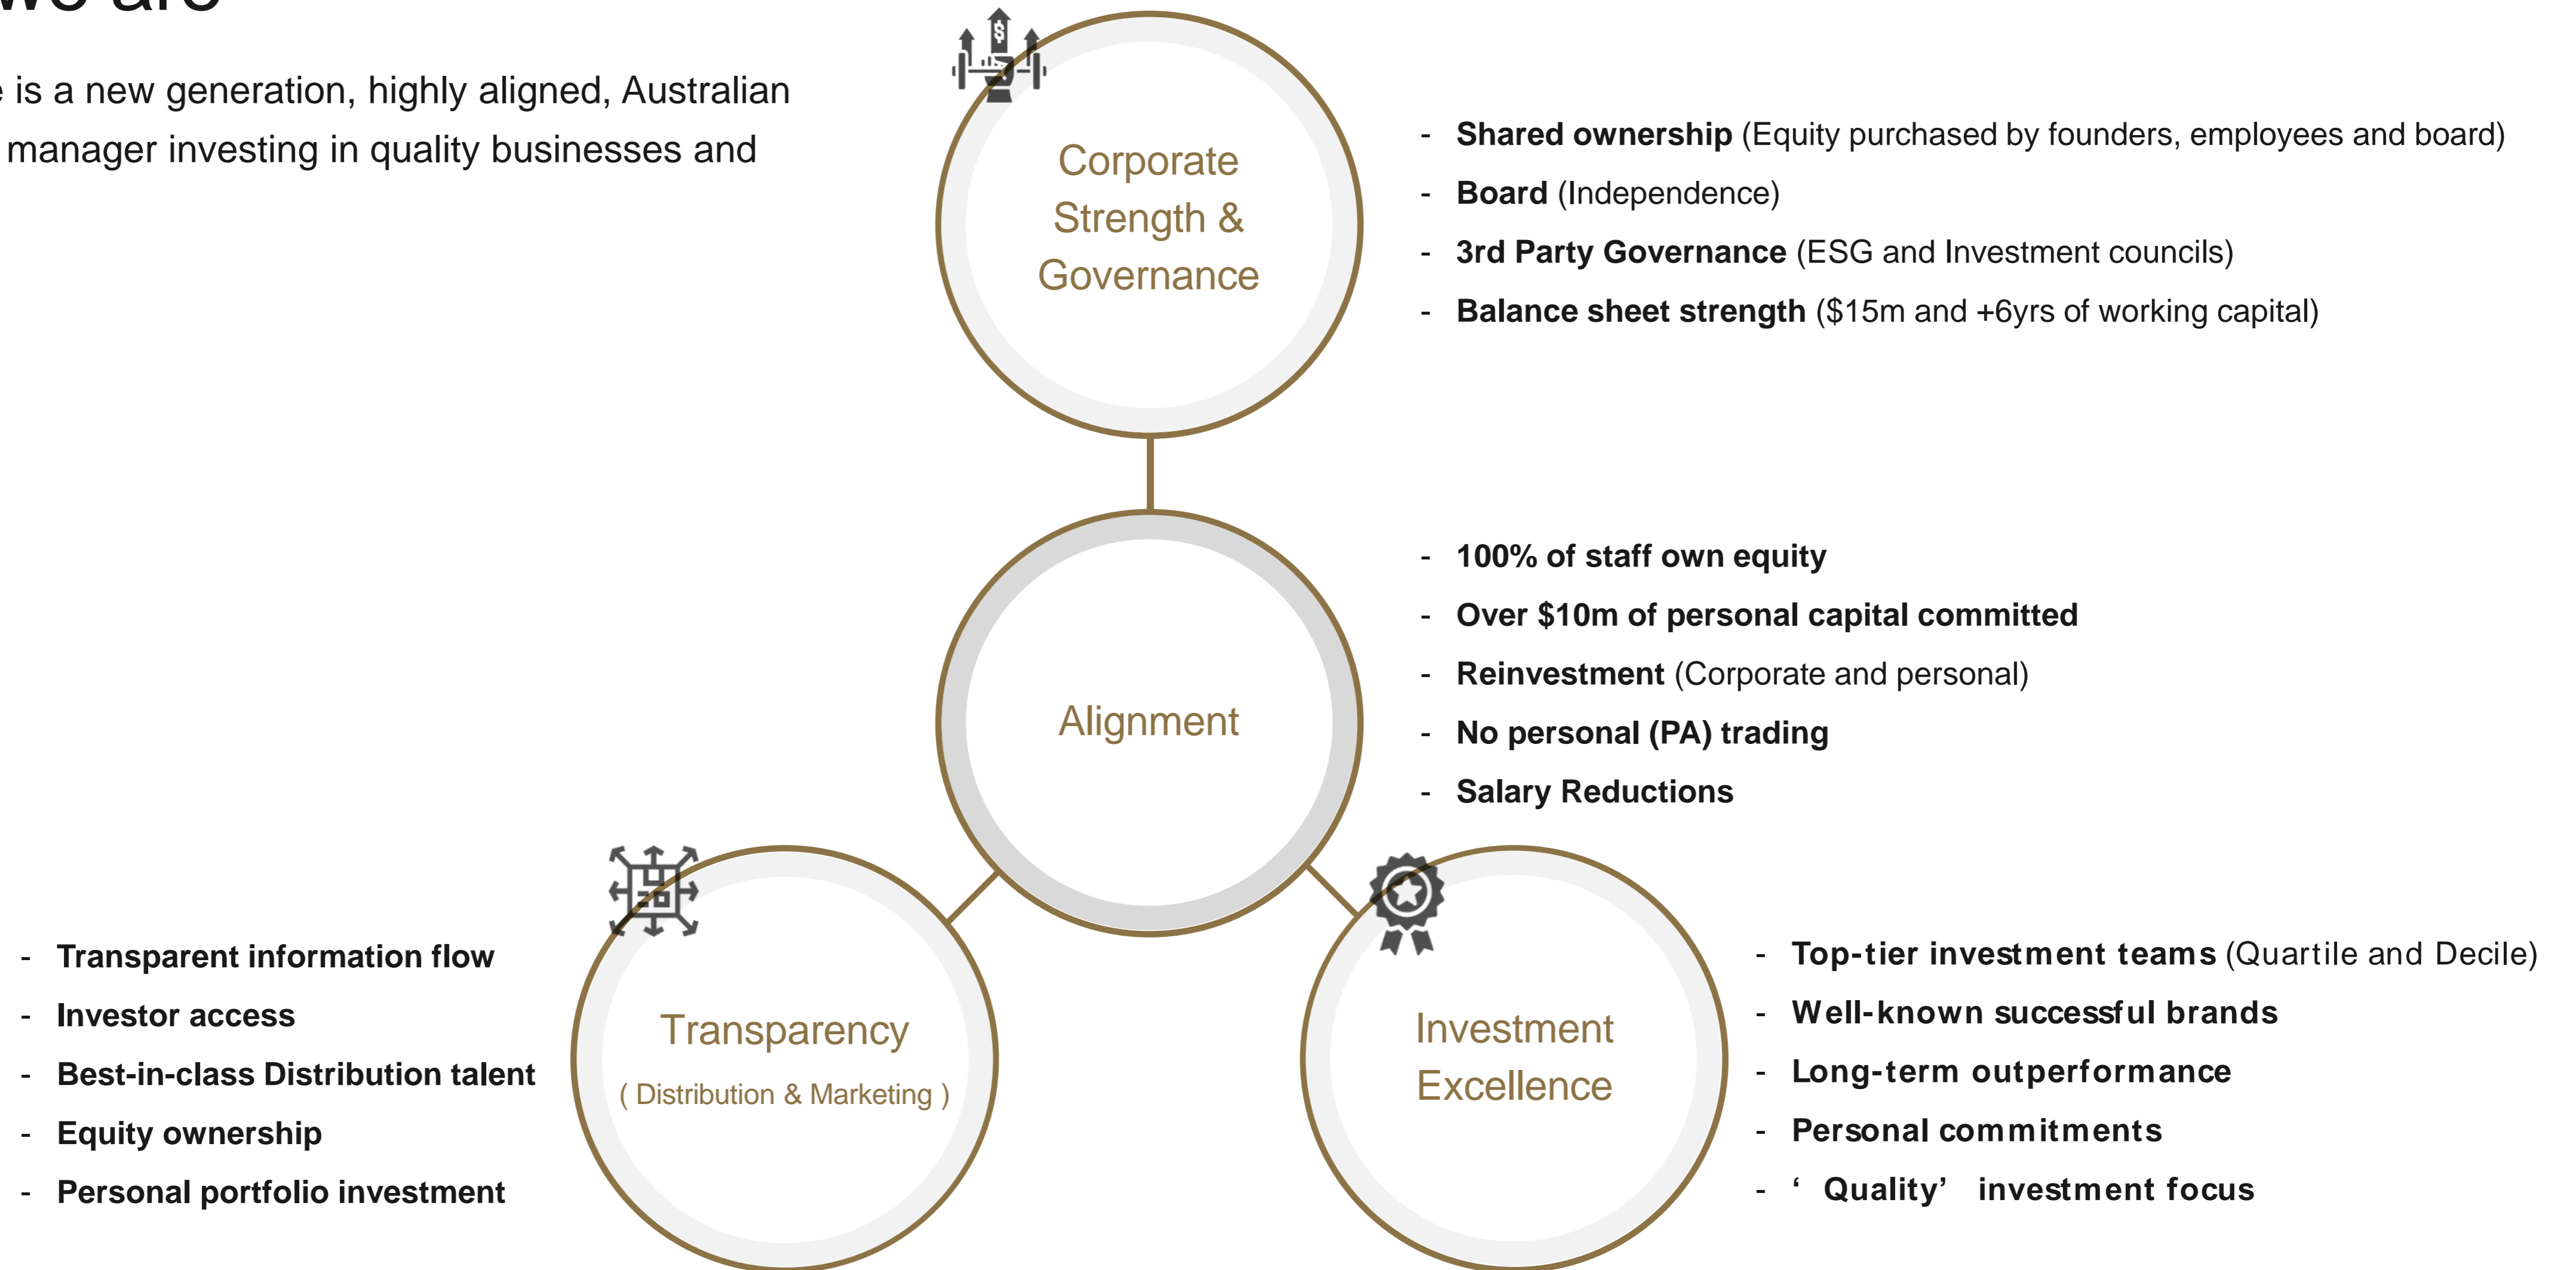 we are
is a new generation, highly aligned, Australian
manager investing in quality businesses and
$
Corporate
Strength &
Governance
- Shared ownership (Equity purchased by founders, employees and board)
- Board (Independence)
- 3rd Party Governance (ESG and Investment councils)
- Balance sheet strength ($15m and +6yrs of working capital)
Alignment
- 100% of staff own equity
- Over $10m of personal capital committed
- Reinvestment (Corporate and personal)
- No personal (PA) trading
- Salary Reductions
- Transparent information flow
- Investor access
- Best-in-class Distribution talent
- Equity ownership
- Personal portfolio investment
Transparency
( Distribution & Marketing )
Investment
Excellence
- Top-tier investment teams (Quartile and Decile)
- Well-known successful brands
- Long-term outperformance
- Personal commitments
- ‘ Quality’ investment focus